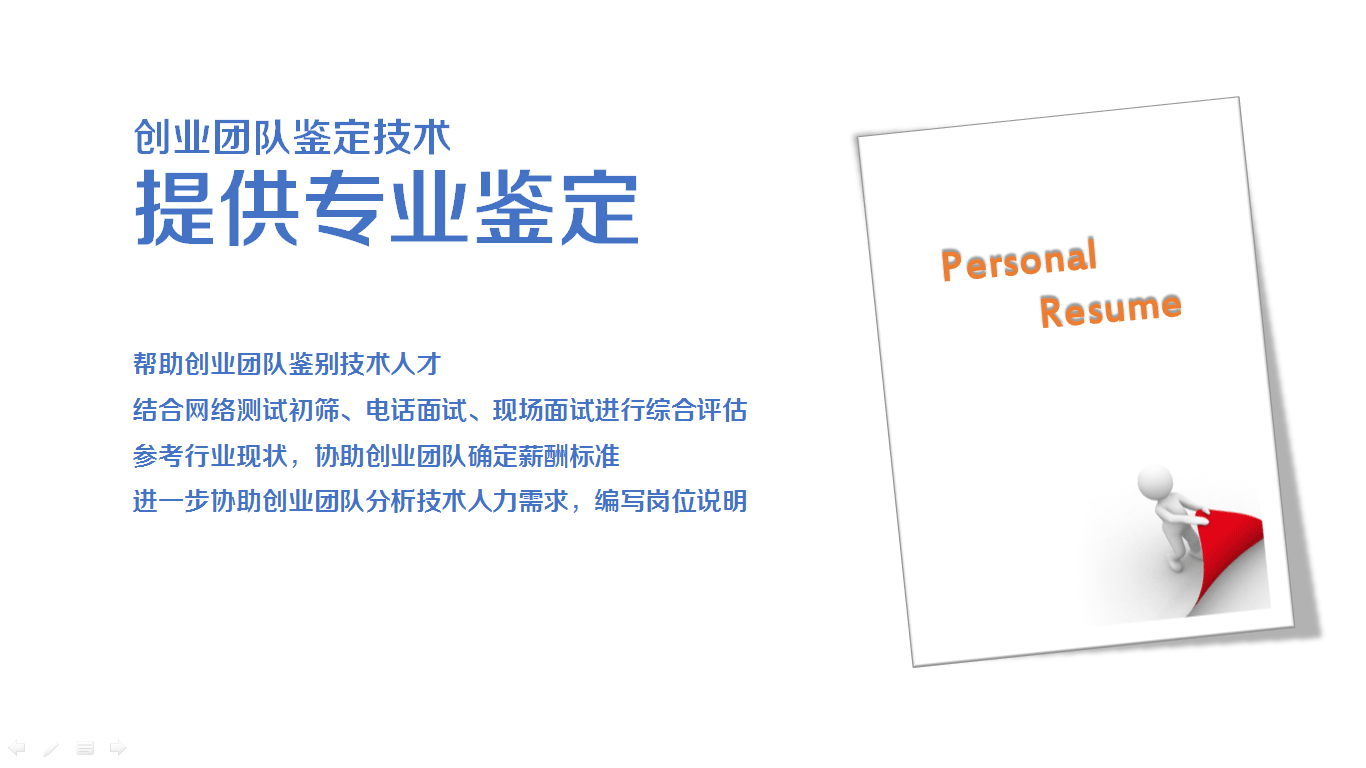 创业团队鉴定技术
提供专业鉴定
帮助创业团队鉴别技术人才
结合网络测试初筛、电话面试、现场面试进行综合评估
参考行业现状，协助创业团队确定薪酬标准
进一步协助创业团队分析技术人力需求，编写岗位说明
Personal
Resume